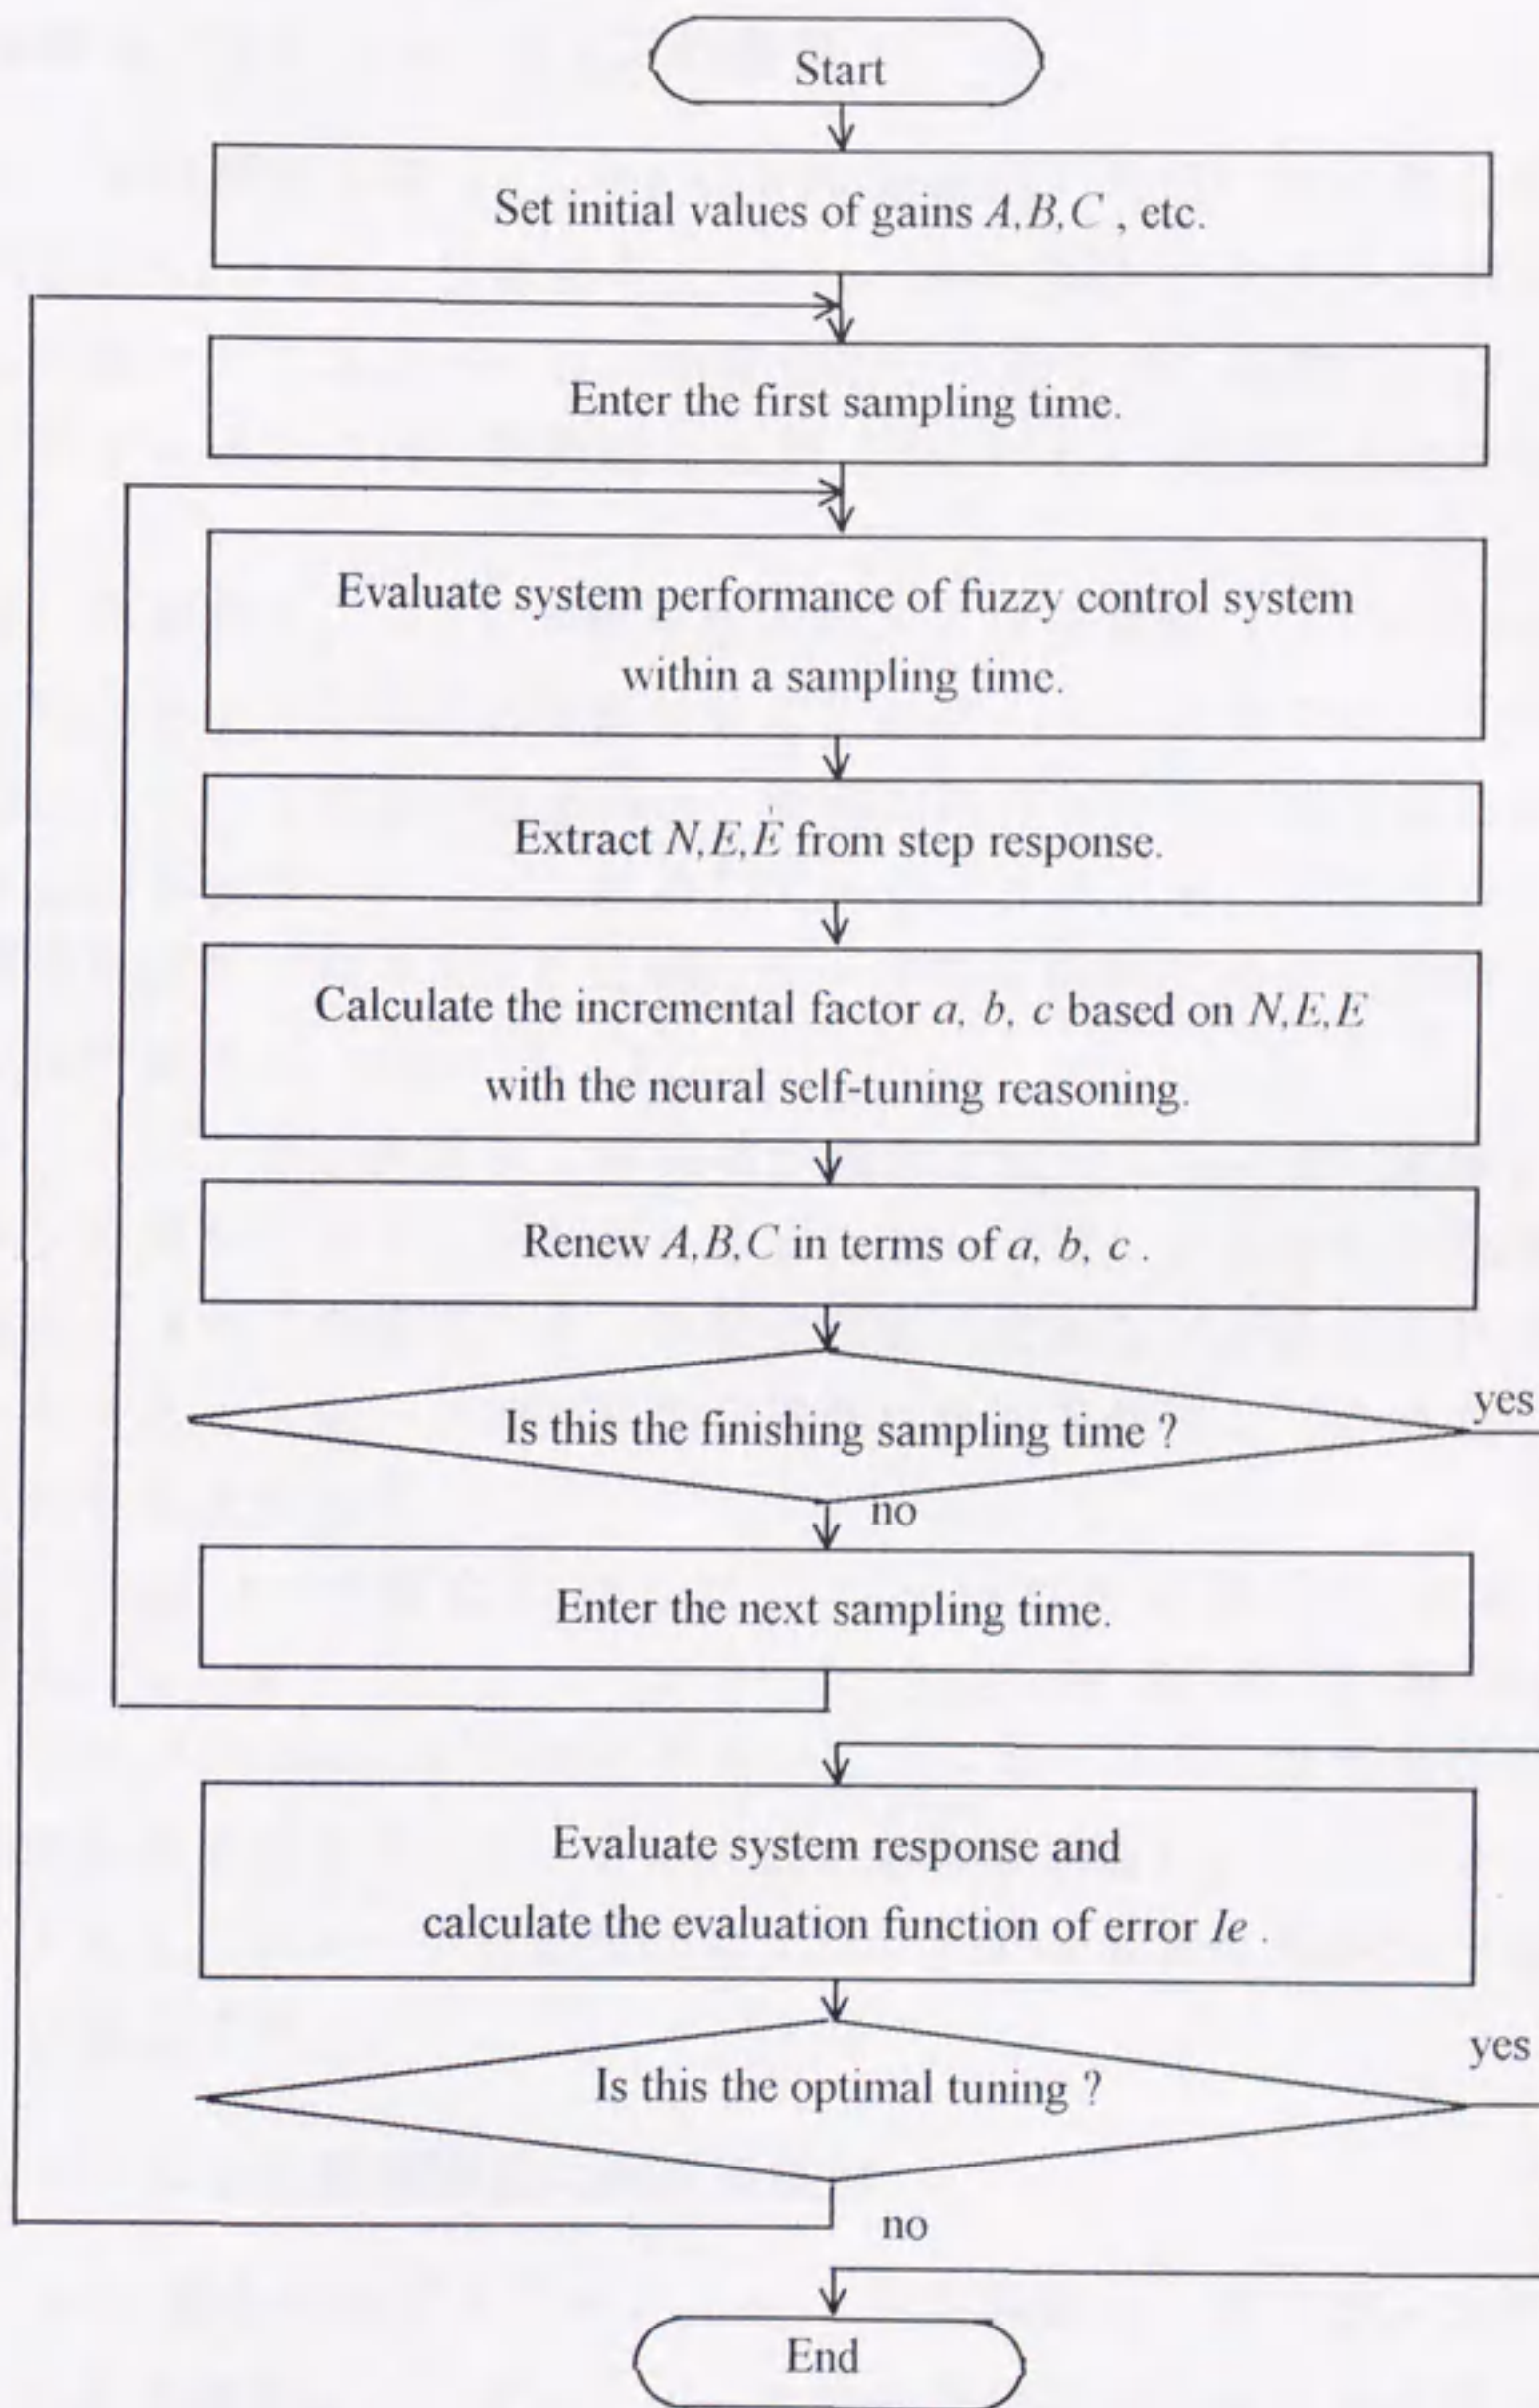 Start
Set initial values of gains A,B,C , etc.
Enter the first sampling time.
Evaluate system performance of fuzzy control system
within a sampling time.
Extract N,E,Ė from step response.
Calculate the incremental factor a, b, c based on N,E,E
with the neural self-tuning reasoning.
Renew A,B,C in terms of a, b, c .
Is this the finishing sampling time ?
yes
no
Enter the next sampling time.
Evaluate system response and
calculate the evaluation function of error Ie .
yes
Is this the optimal tuning ?
no
End